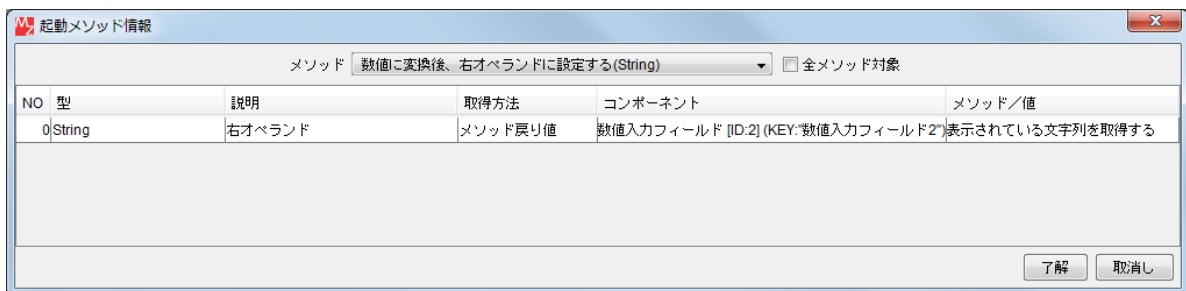 起動メソッド情報
メソッド 数値に変換後、右オペランドに設定する(String) 全メソッド対象
NO 型 説明 取得方法 コンポーネント メソッド／値
0 String 右オペランド メソッド戻り値 数値入力フィールド [ID:2] (KEY:"数値入力フィールド2") 表示されている文字列を取得する
了解 取消し